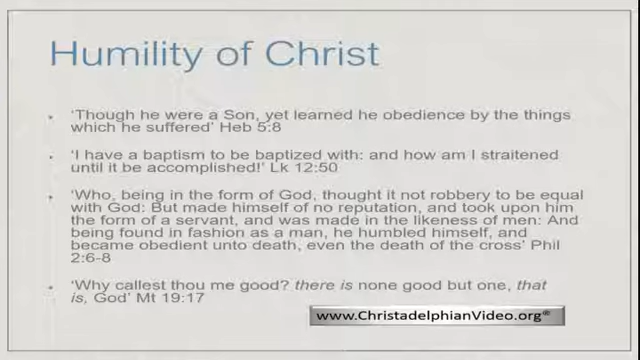 Humility of Christ
• 'Though he were a Son, yet learned he obedience by the things
which he suffered' Heb 5:8
• 'I have a baptism to be baptized with: and how am I straitened
until it be accomplished!' Lk 12:50
• 'Who, being in the form of God, thought it not robbery to be equal
with God: But made himself of no reputation, and took upon him
the form of a servant, and was made in the likeness of men: And
being found in fashion as a man, he humbled himself, and
became obedient unto death, even the death of the cross' Phil
2:6-8
• 'Why callest thou me good? there is none good but one, that
is, God' Mt 19:17
www.ChristadelphianVideo.org®